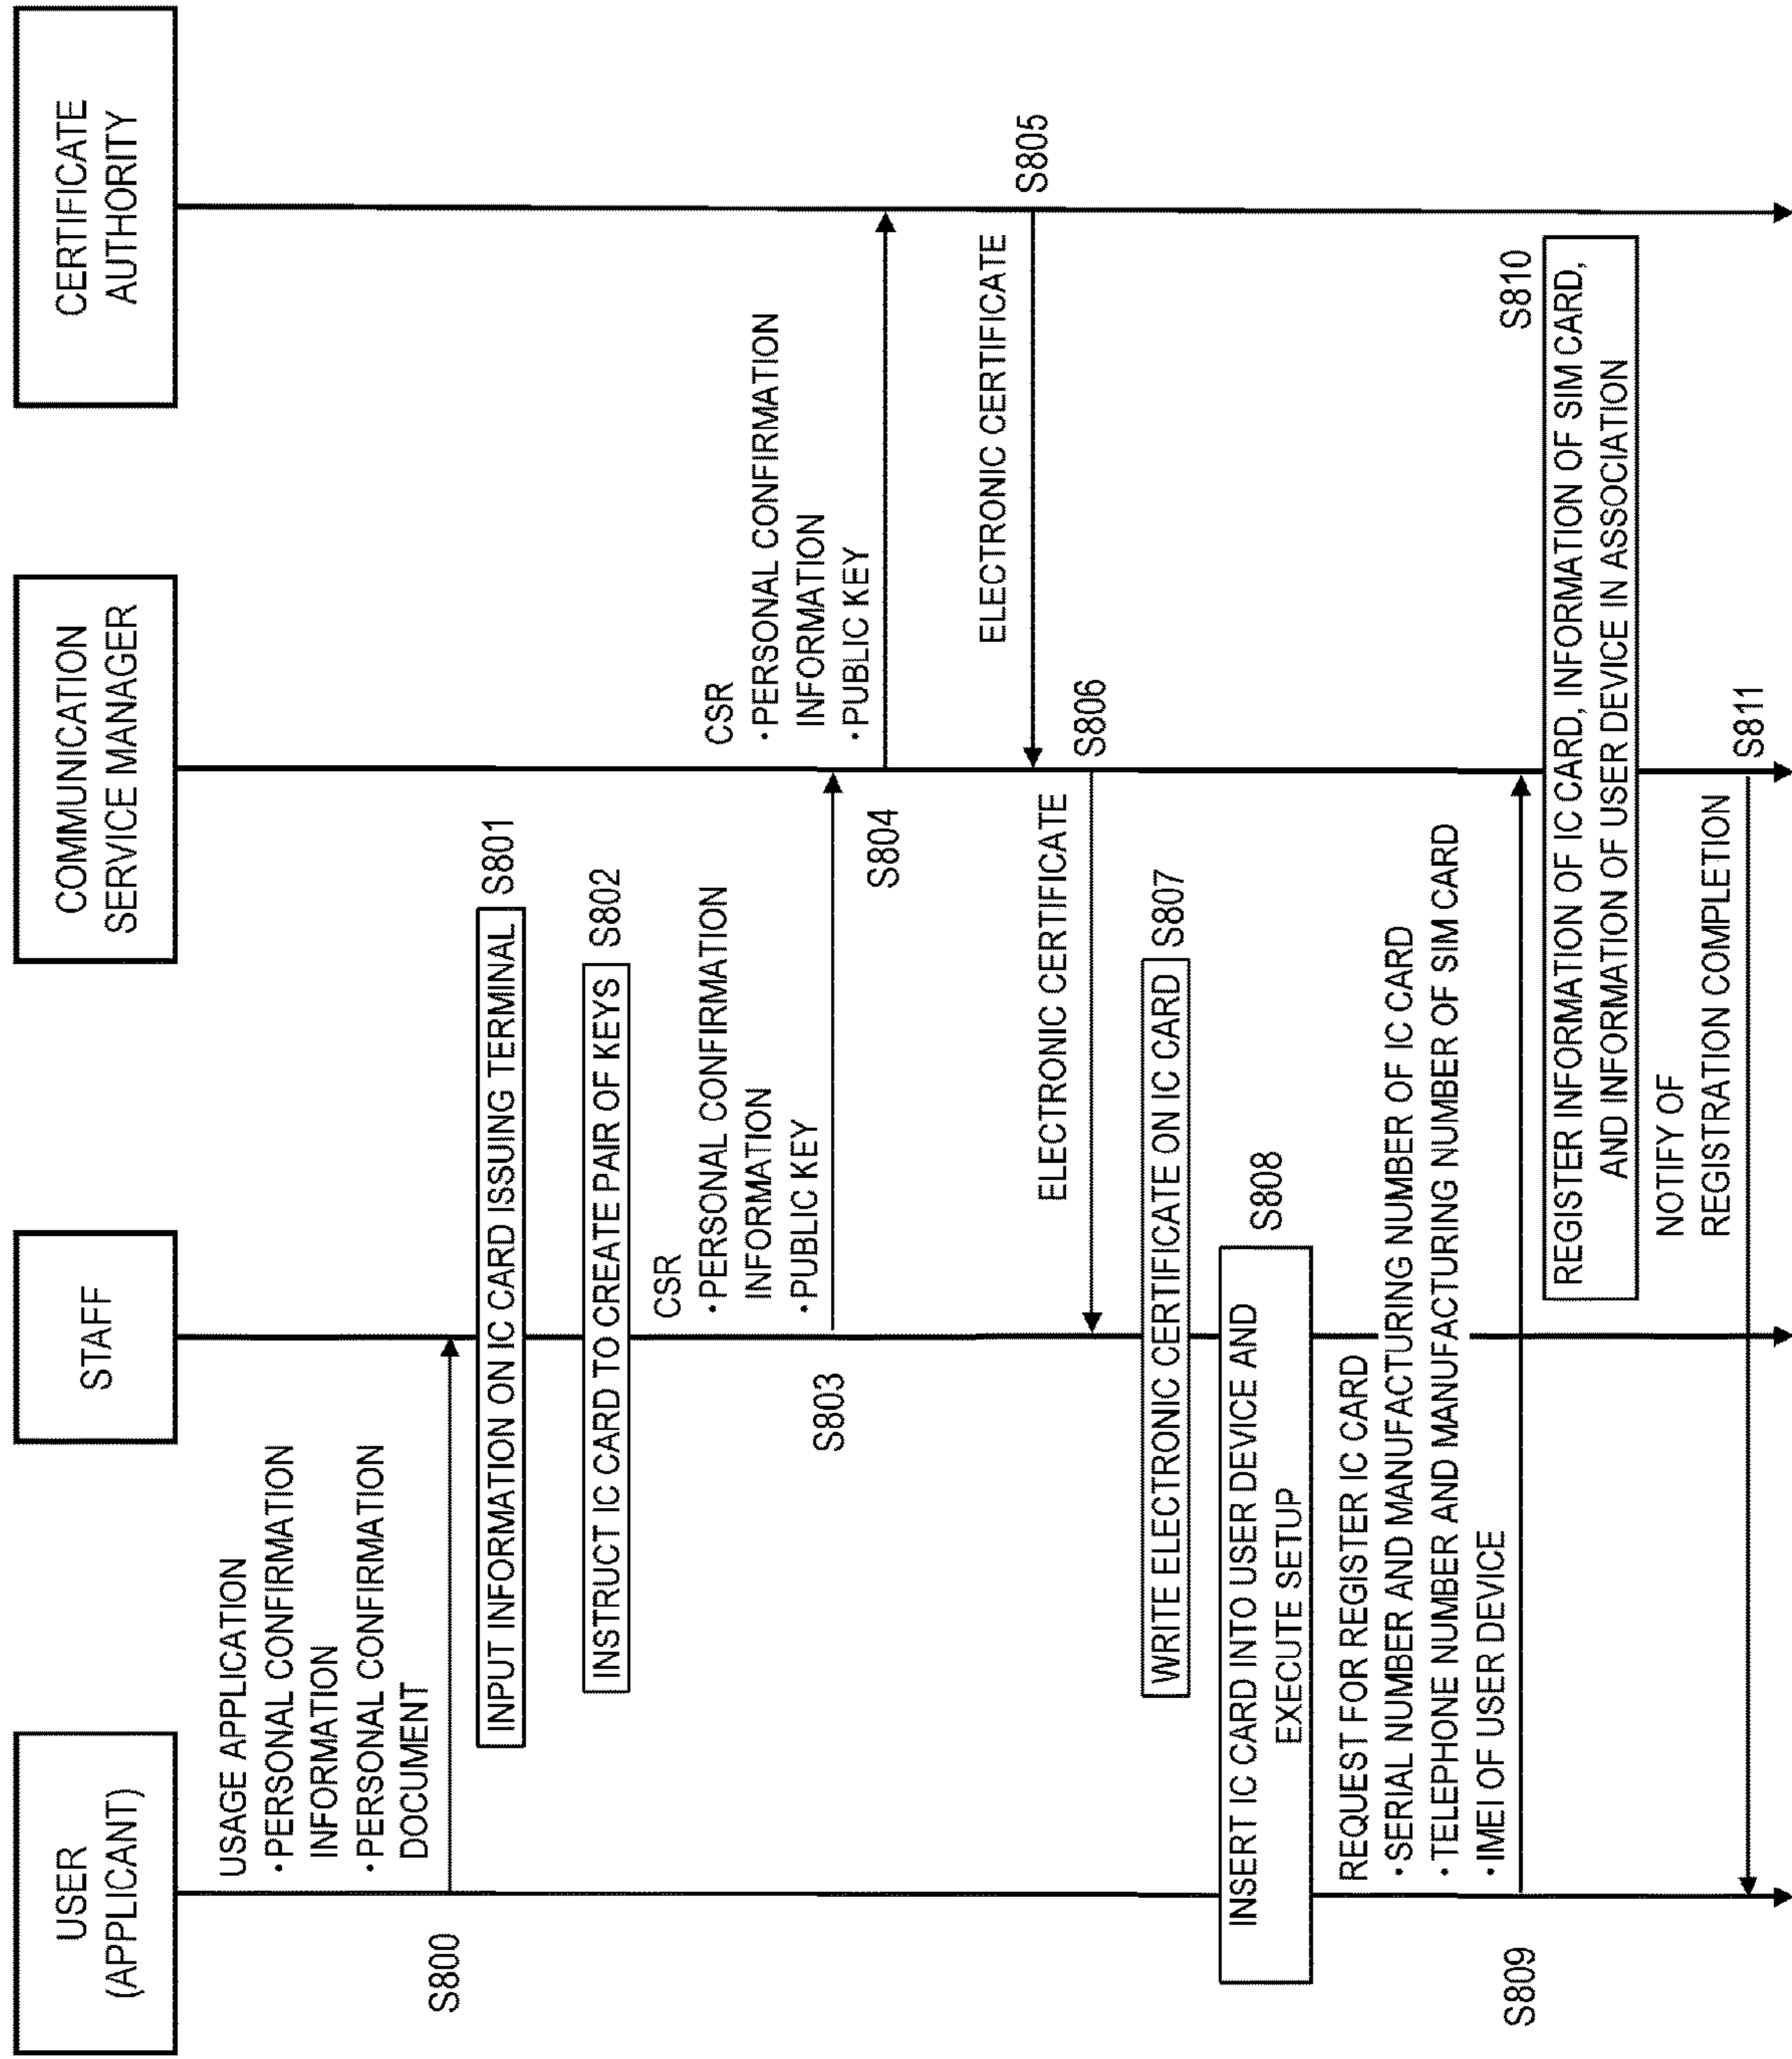 USER
(APPLICANT)
STAFF
COMMUNICATION
SERVICE MANAGER
CERTIFICATE
AUTHORITY
USAGE APPLICATION
・PERSONAL CONFIRMATION
INFORMATION
・PERSONAL CONFIRMATION
DOCUMENT
S800
INPUT INFORMATION ON IC CARD ISSUING TERMINAL
S801
INSTRUCT IC CARD TO CREATE PAIR OF KEYS
S802
CSR
・PERSONAL CONFIRMATION
INFORMATION
・PUBLIC KEY
S803
CSR
・PERSONAL CONFIRMATION
INFORMATION
・PUBLIC KEY
S804
ELECTRONIC CERTIFICATE
S805
ELECTRONIC CERTIFICATE
S806
WRITE ELECTRONIC CERTIFICATE ON IC CARD
S807
INSERT IC CARD INTO USER DEVICE AND
EXECUTE SETUP
S808
REQUEST FOR REGISTER IC CARD
・SERIAL NUMBER AND MANUFACTURING NUMBER OF IC CARD
・TELEPHONE NUMBER AND MANUFACTURING NUMBER OF SIM CARD
・IMEI OF USER DEVICE
S809
S810
REGISTER INFORMATION OF IC CARD, INFORMATION OF SIM CARD,
AND INFORMATION OF USER DEVICE IN ASSOCIATION
NOTIFY OF
REGISTRATION COMPLETION
S811